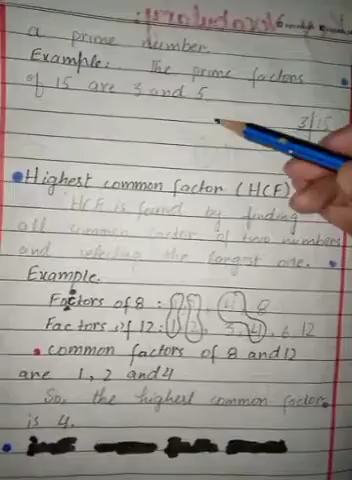 a prime number
Example: The prime factors
of 15 are 3 and 5
3|15
Highest common factor (HCF)
HCF is found by finding
all common factor of two numbers
and selecting the largest one.
Example.
Factors of 8: 1, 2, 4, 8
Factors of 12: 1, 2, 3, 4, 6, 12
common factors of 8 and 12
are 1, 2 and 4
So, the highest common factor
is 4.